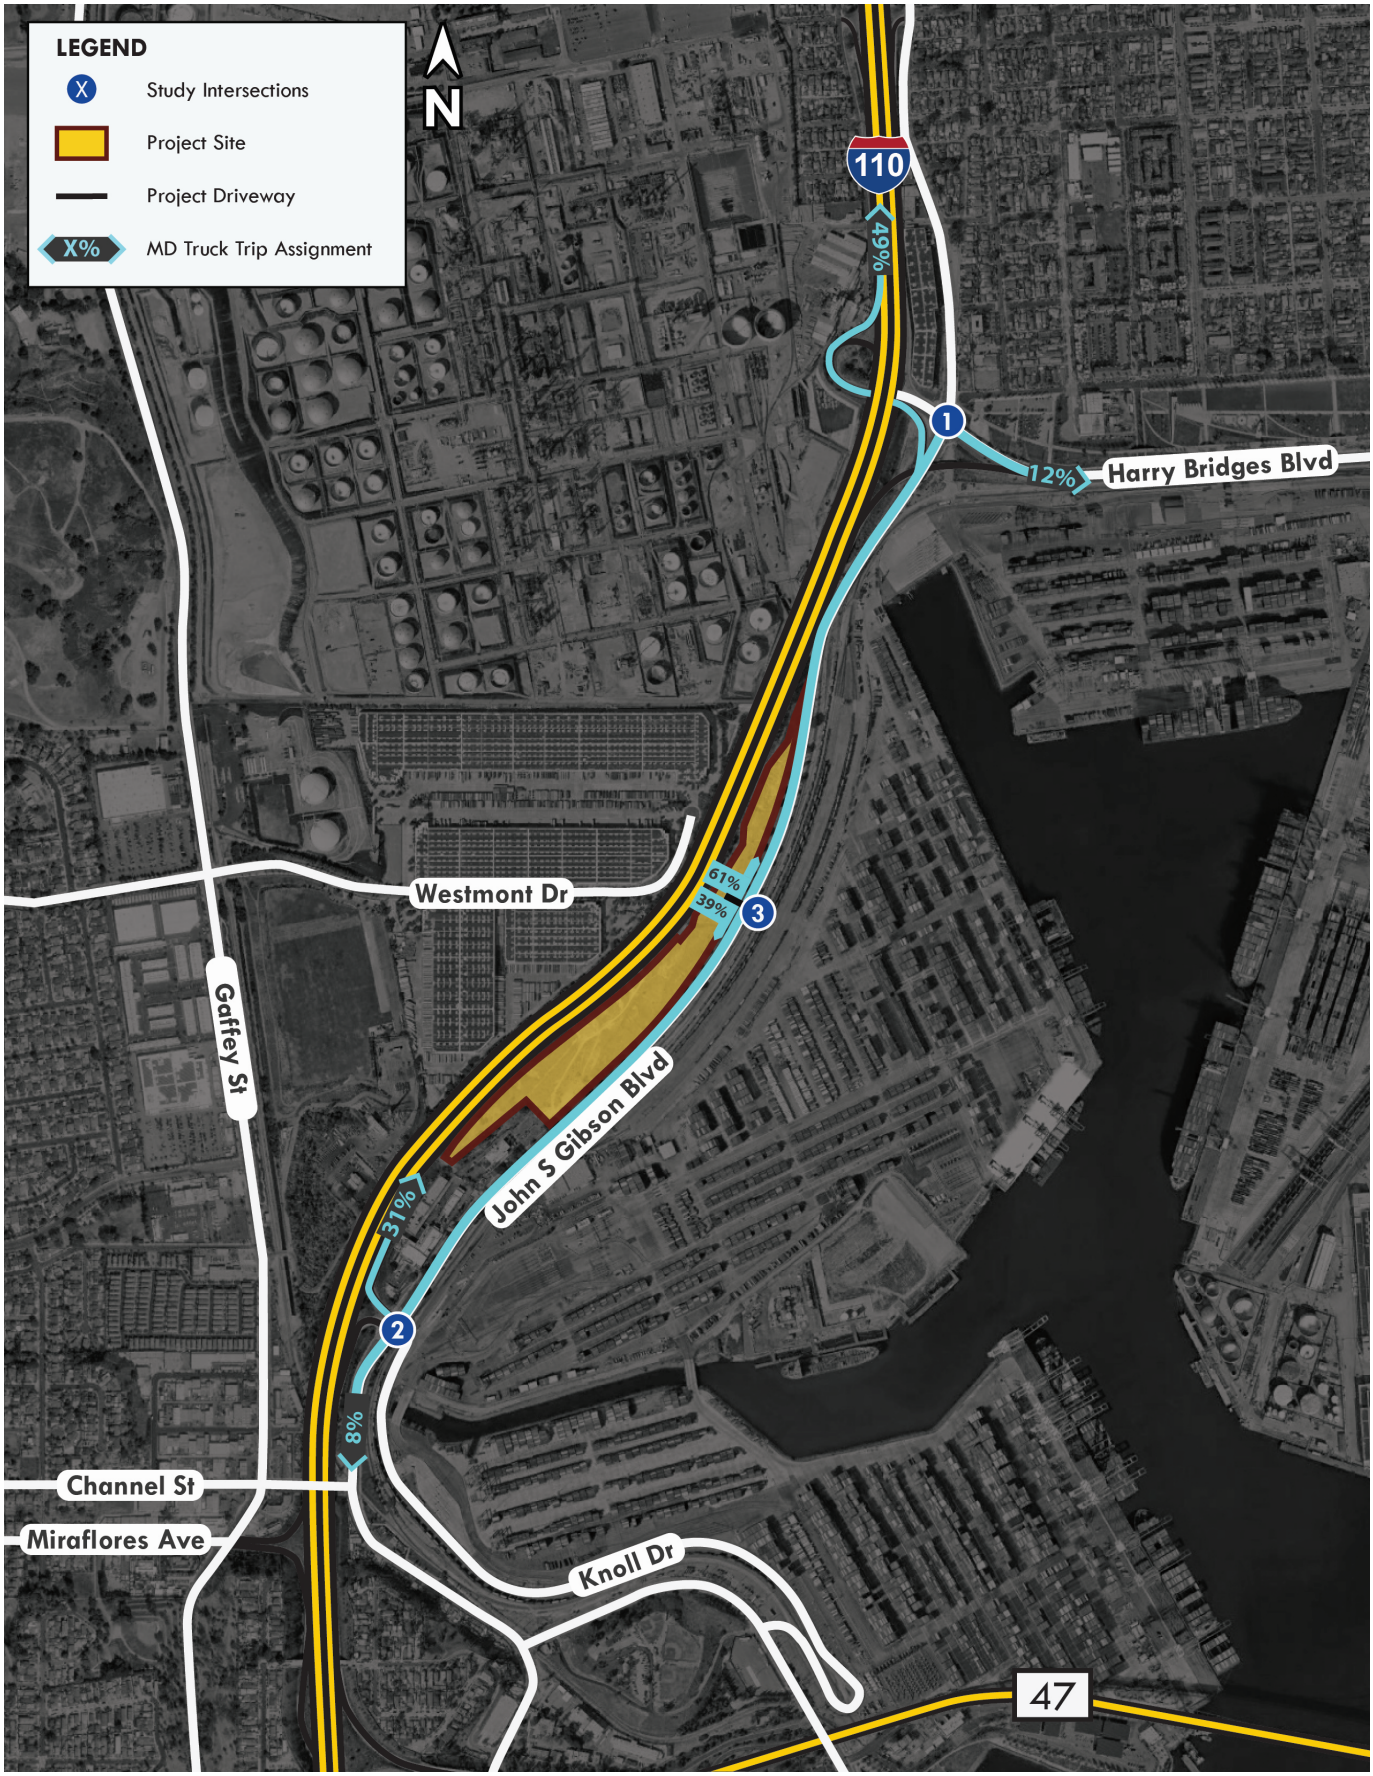 LEGEND
X
Study Intersections
Project Site
Project Driveway
X%
MD Truck Trip Assignment
N
110
49%
1
12%
Harry Bridges Blvd
61%
39%
3
Westmont Dr
Gaffey St
John S Gibson Blvd
31%
2
8%
Channel St
Miraflores Ave
Knoll Dr
47